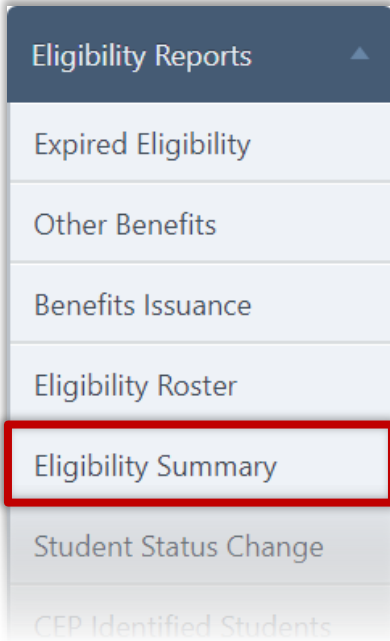 Eligibility Reports
Expired Eligibility
Other Benefits
Benefits Issuance
Eligibility Roster
Eligibility Summary
Student Status Change
CEP Identified Students